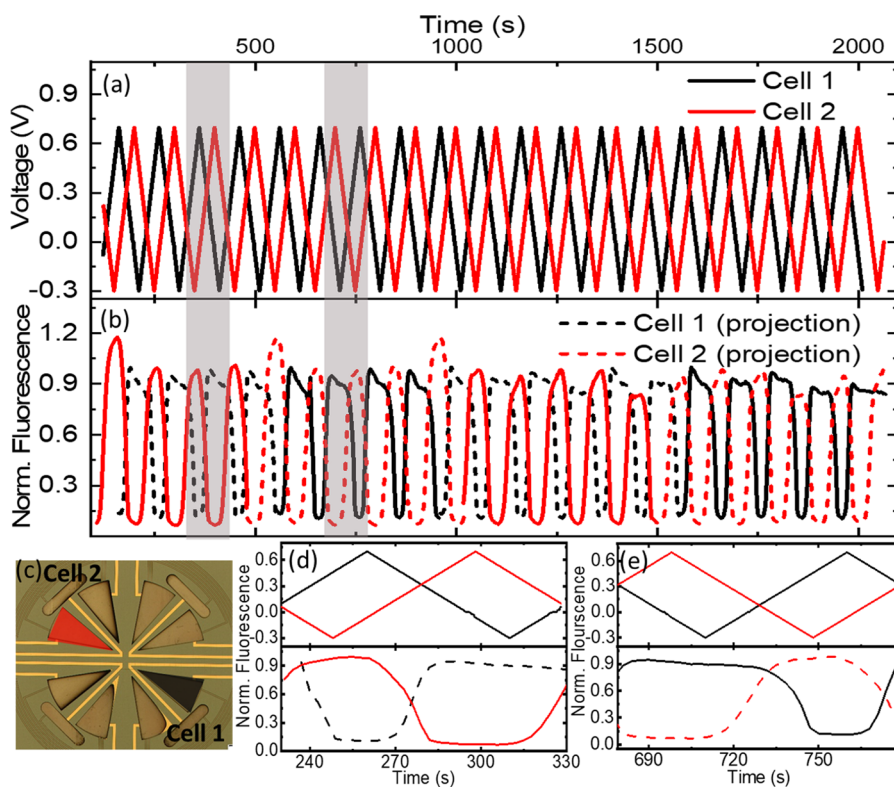 Time (s)
500 1000 1500 2000
(a)
Cell 1
Cell 2
Voltage (V)
0.9
0.6
0.3
0.0
-0.3
(b)
Cell 1 (projection)
Cell 2 (projection)
Norm. Fluorescence
1.2
0.9
0.6
0.3
(c)
Cell 2
Cell 1
(d)
Norm. Fluorescence
0.6
0.3
0.0
-0.3
Norm. Fluorescence
0.9
0.6
0.3
0.0
240 270 300 330
Time (s)
(e)
Norm. Flourscence
0.6
0.3
0.0
-0.3
Norm. Fluorescence
0.9
0.6
0.3
0.0
690 720 750
Time (s)